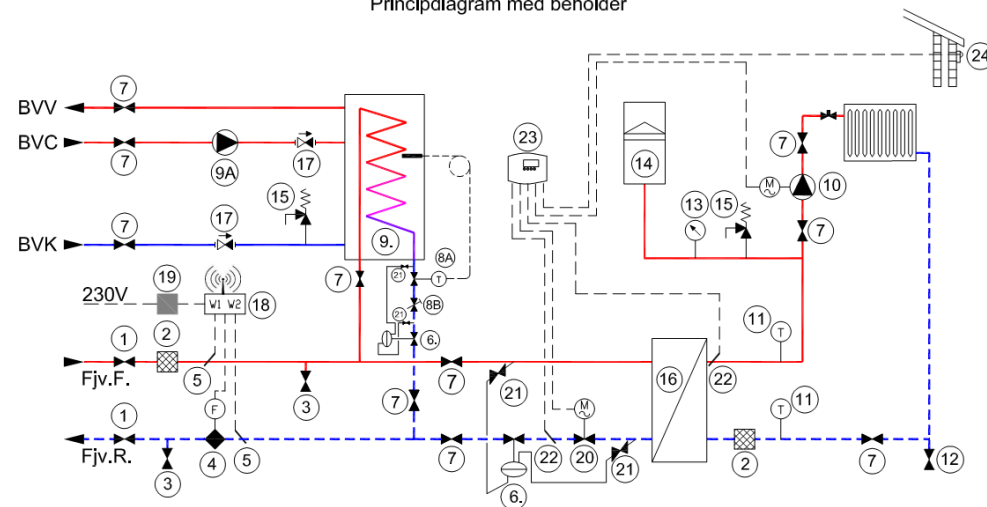 Principdiagram med beholder
24
7
BVV
23
BVC
7
M
10
14
7
9A
17
13
15
15
17
7
BVK
7
9.
8A
21
T
7
19
230V
W1 W2
18
8B
21
2
6.
11
T
1
16
Fjv.F.
5
3
7
21
22
7
11
1
F
M
T
Fjv.R.
4
5
7
22
20
21
2
7
12
3
6.